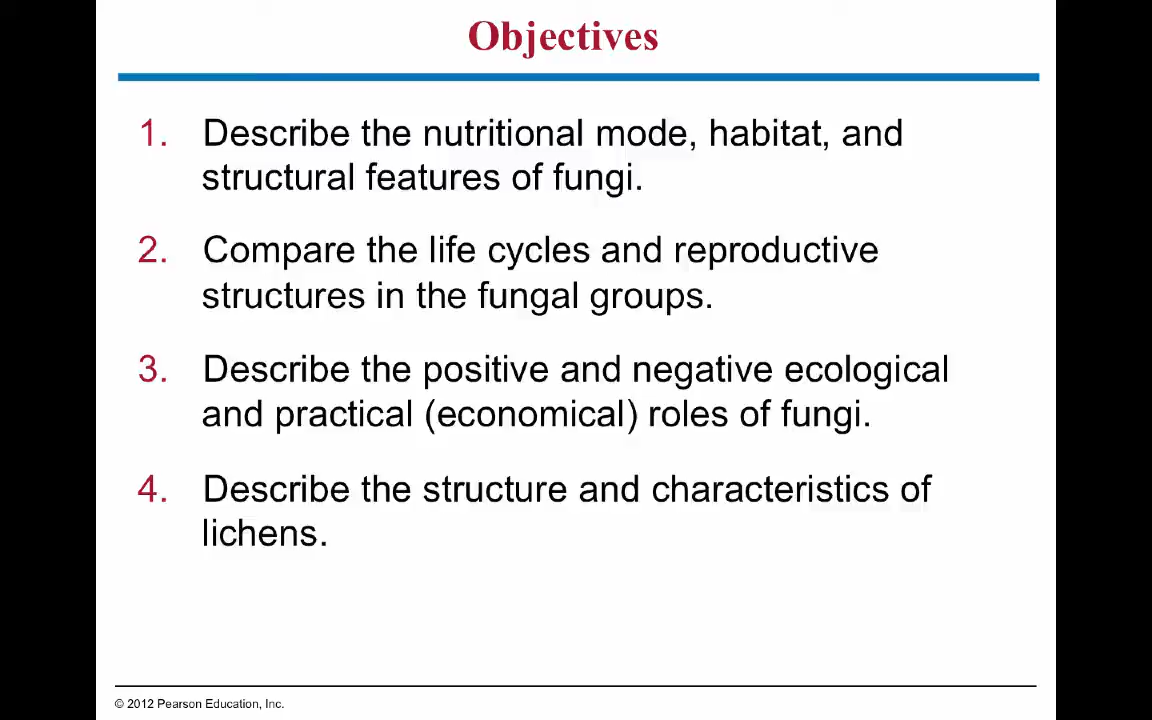 Objectives
1. Describe the nutritional mode, habitat, and
structural features of fungi.
2. Compare the life cycles and reproductive
structures in the fungal groups.
3. Describe the positive and negative ecological
and practical (economical) roles of fungi.
4. Describe the structure and characteristics of
lichens.
© 2012 Pearson Education, Inc.